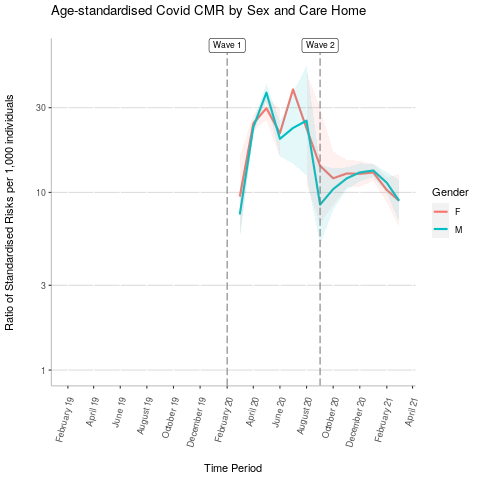 Age-standardised Covid CMR by Sex and Care Home
Wave 1
Wave 2
Ratio of Standardised Risks per 1,000 individuals
30
10
3
1
February 19
April 19
June 19
August 19
October 19
December 19
February 20
April 20
June 20
August 20
October 20
December 20
February 21
April 21
Time Period
Gender
F
M